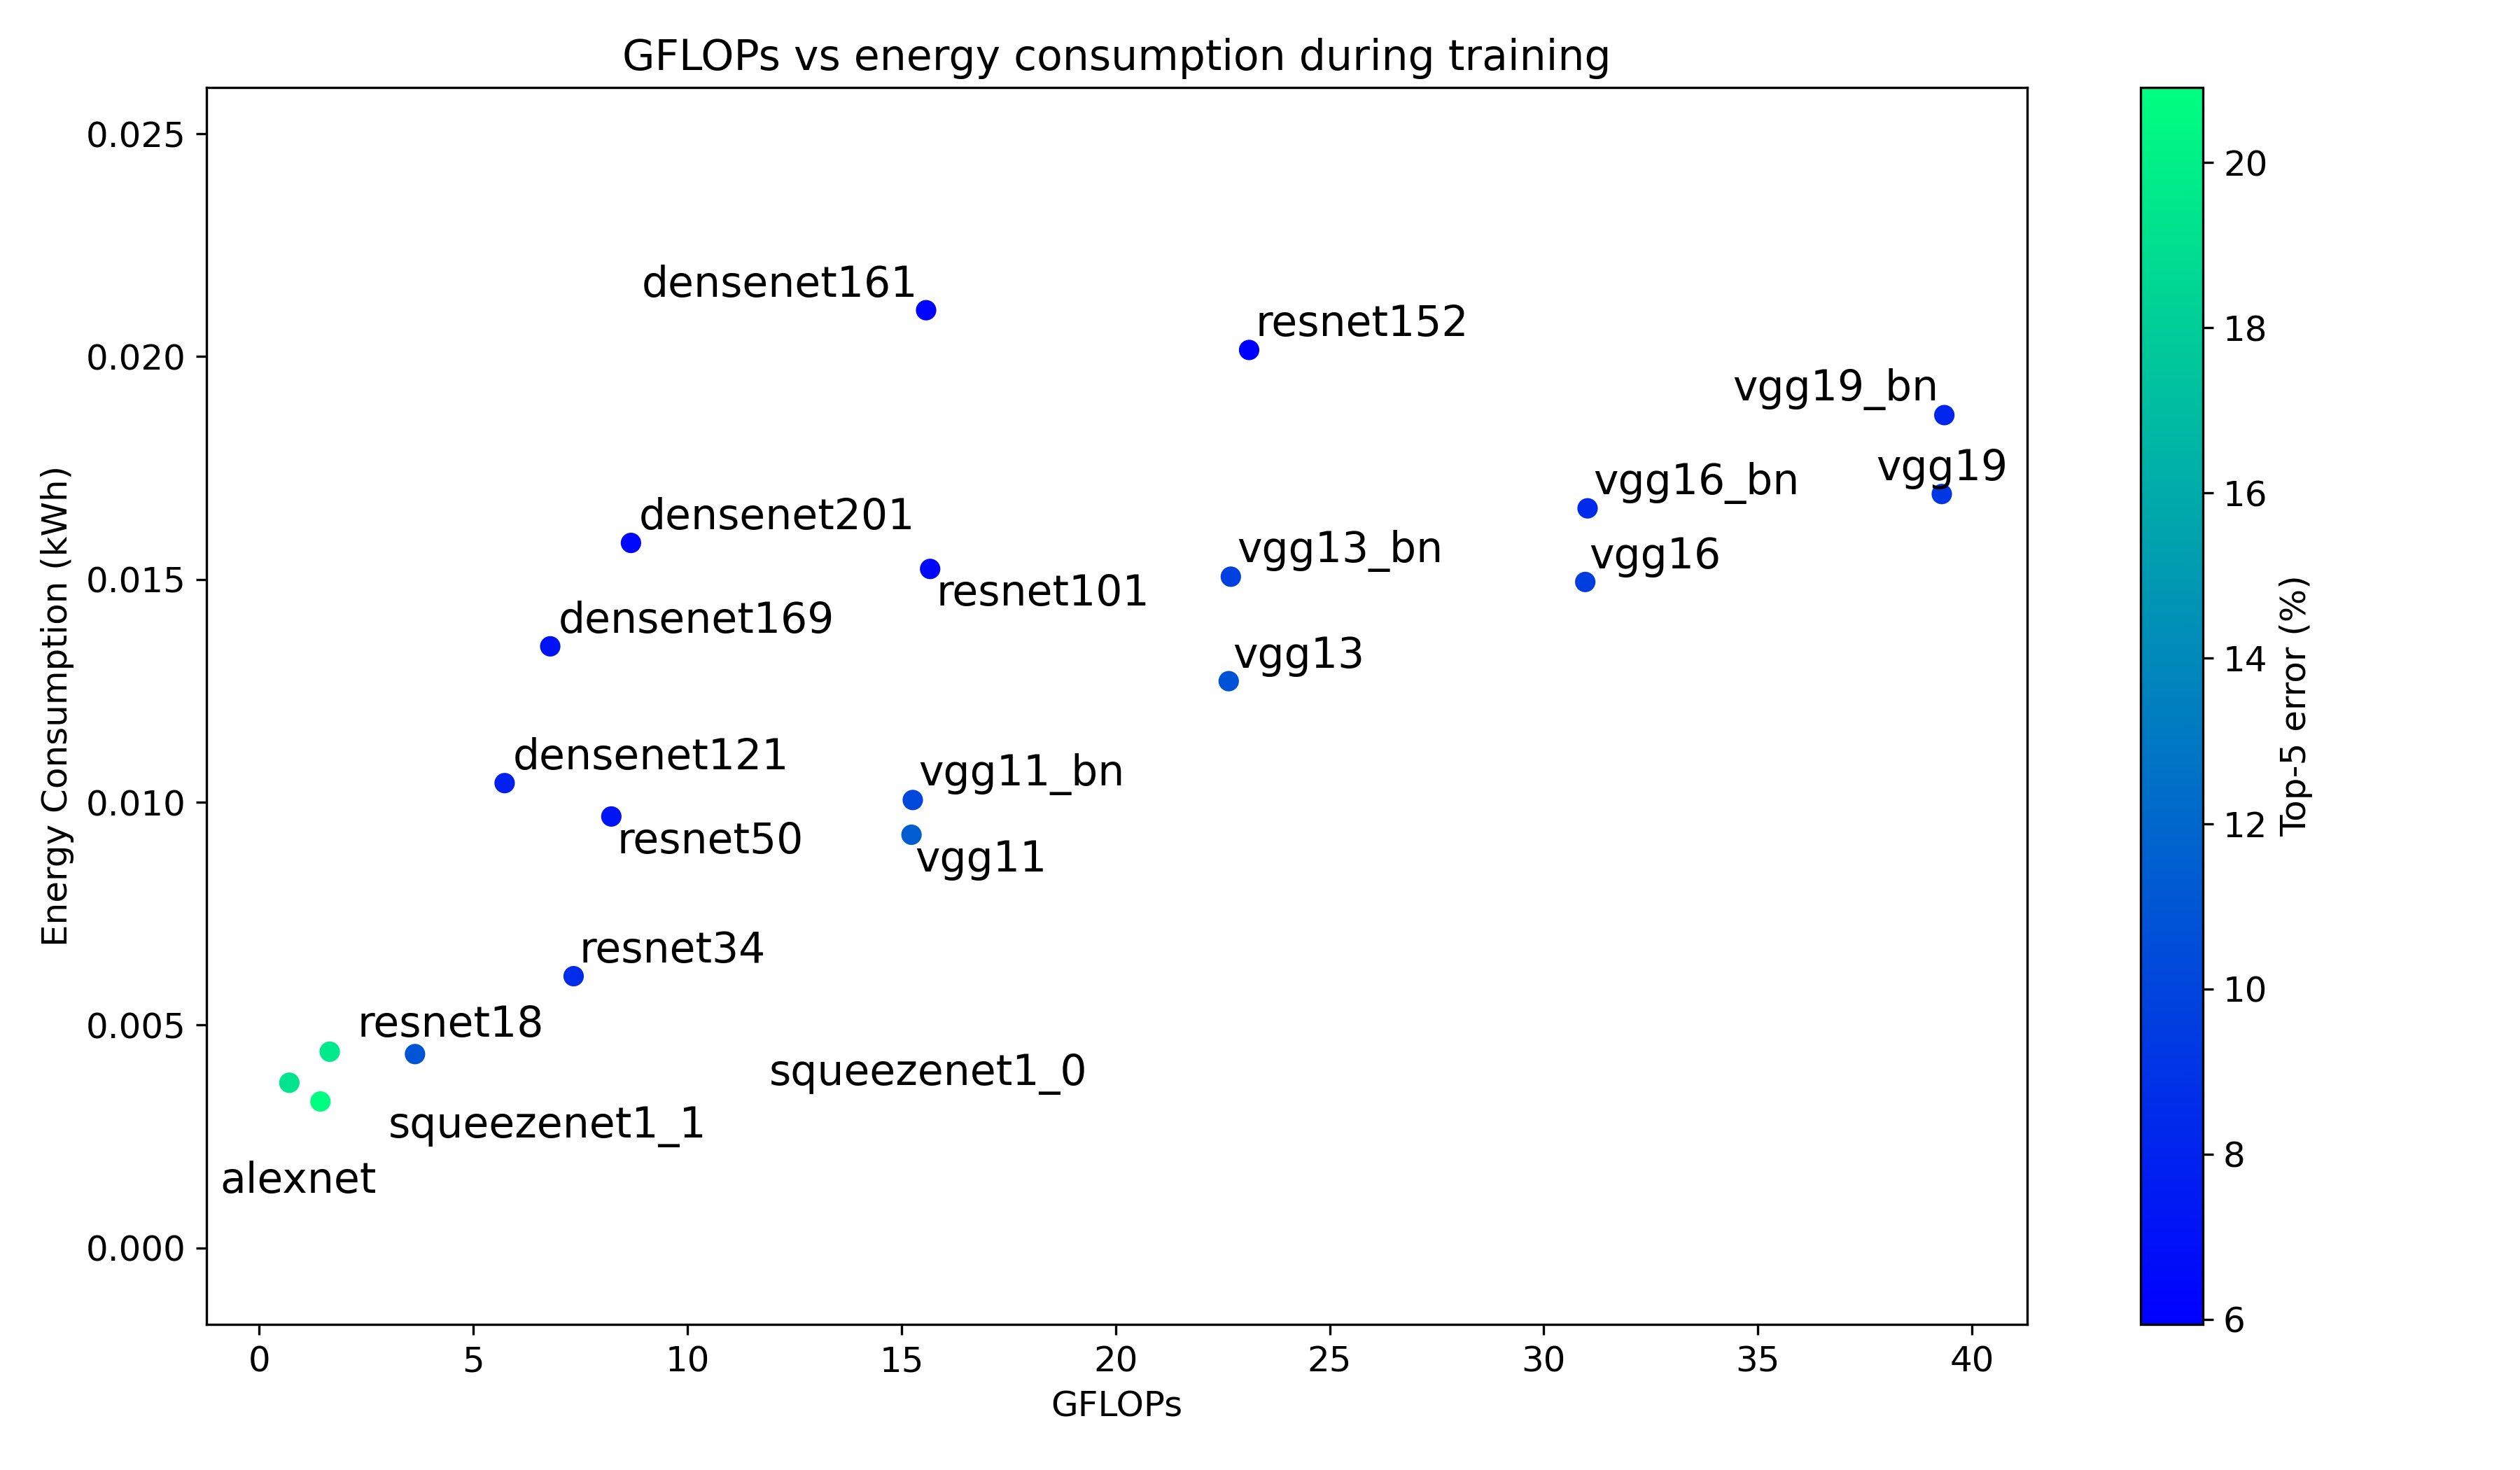 GFLOPs vs energy consumption during training
0.025
0.020
0.015
0.010
0.005
0.000
Energy Consumption (kWh)
densenet161
resnet152
vgg19_bn
vgg19
vgg16_bn
densenet201
vgg13_bn
vgg16
resnet101
densenet169
vgg13
densenet121
vgg11_bn
resnet50
vgg11
resnet34
resnet18
squeezenet1_0
squeezenet1_1
alexnet
0
5
10
15
20
25
30
35
40
GFLOPs
20
18
16
14
12
10
8
6
Top-5 error (%)